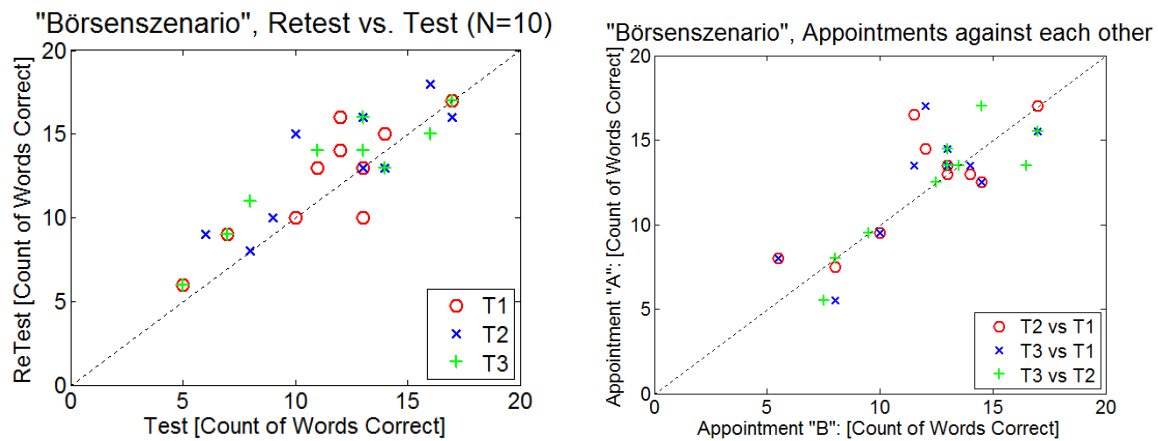 "Börsenszenario", Retest vs. Test (N=10)
20
15
10
5
0
ReTest [Count of Words Correct]
0 5 10 15 20
Test [Count of Words Correct]
T1
T2
T3
"Börsenszenario", Appointments against each other
20
15
10
5
0
Appointment "A": [Count of Words Correct]
0 5 10 15 20
Appointment "B": [Count of Words Correct]
T2 vs T1
T3 vs T1
T3 vs T2